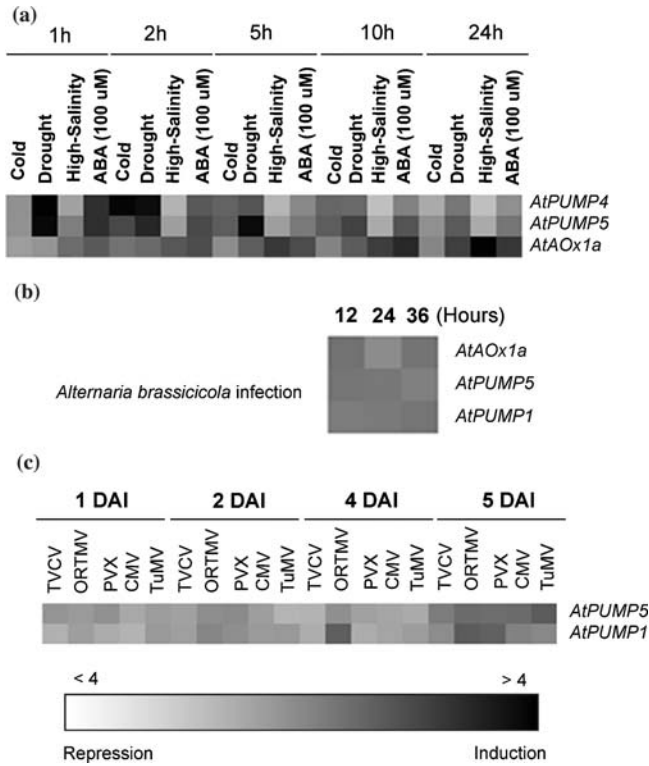 (a)
1h 2h 5h 10h 24h
Cold Drought High-Salinity ABA (100 uM) Cold Drought High-Salinity ABA (100 uM) Cold Drought High-Salinity ABA (100 uM) Cold Drought High-Salinity ABA (100 uM) Cold Drought High-Salinity ABA (100 uM)
AtPUMP4
AtPUMP5
AtAOx1a
(b)
12 24 36 (Hours)
AtAOx1a
Alternaria brassicicola infection AtPUMP5
AtPUMP1
(c)
1 DAI 2 DAI 4 DAI 5 DAI
TVCV ORTMV PVX CMV TuMV TVCV ORTMV PVX CMV TuMV TVCV ORTMV PVX CMV TuMV TVCV ORTMV PVX CMV TuMV
AtPUMP5
AtPUMP1
< 4 > 4
Repression Induction